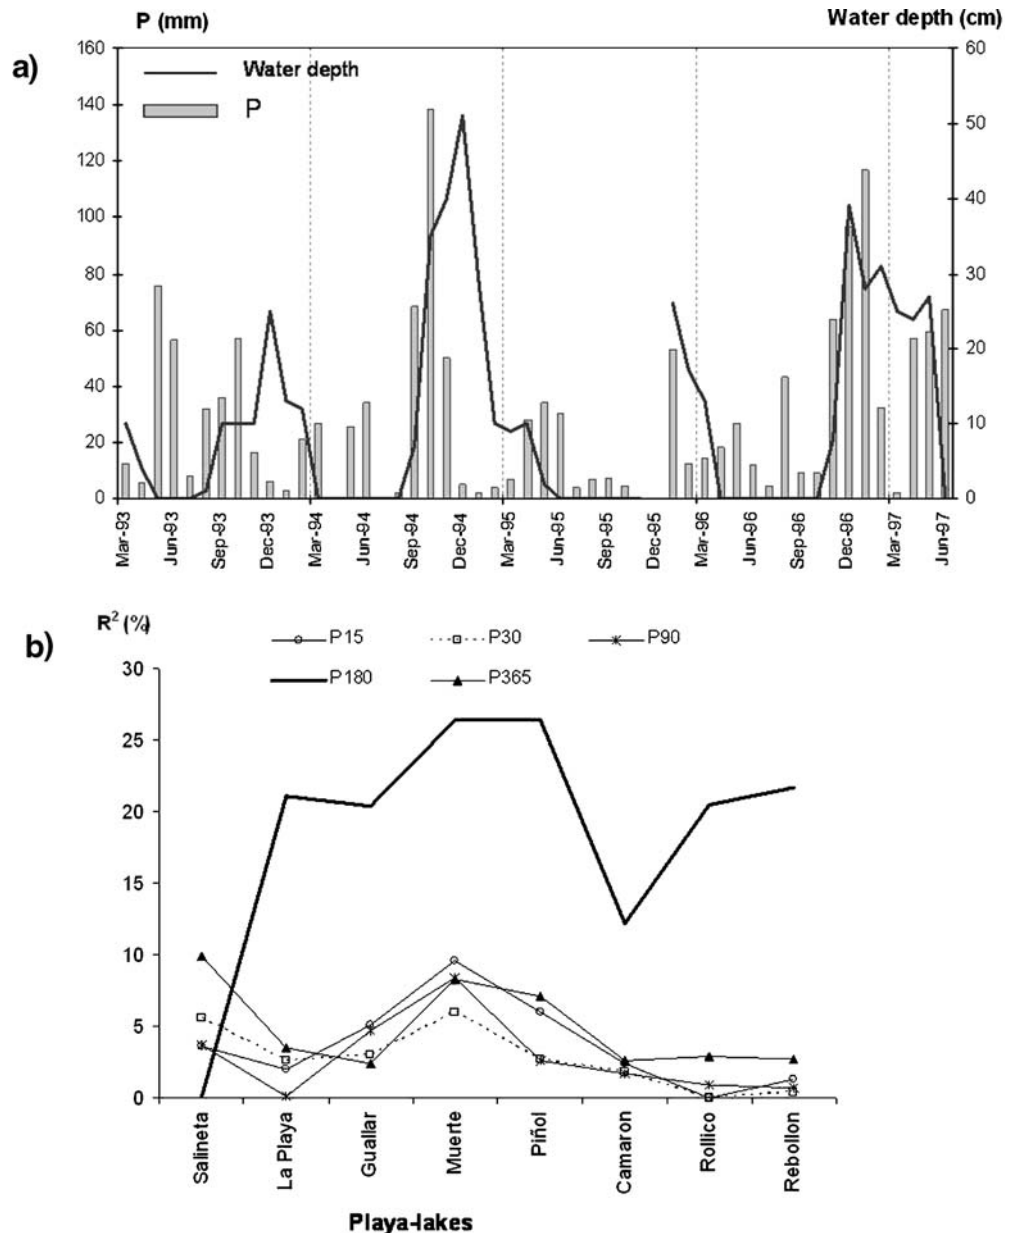 P (mm) Water depth (cm)
a)
160 60
Water depth
140
P
50
120
40
100
80 30
60
20
40
10
20
0 0
Mar-93 Jun-93 Sep-93 Dec-93 Mar-94 Jun-94 Sep-94 Dec-94 Mar-95 Jun-95 Sep-95 Dec-95 Mar-96 Jun-96 Sep-96 Dec-96 Mar-97 Jun-97
R² (%)
b)
P15 P30 P90
P180 P365
30
25
20
15
10
5
0
Salineta La Playa Guallar Muerte Piñol Camaron Rollico Rebollon
Playa-lakes